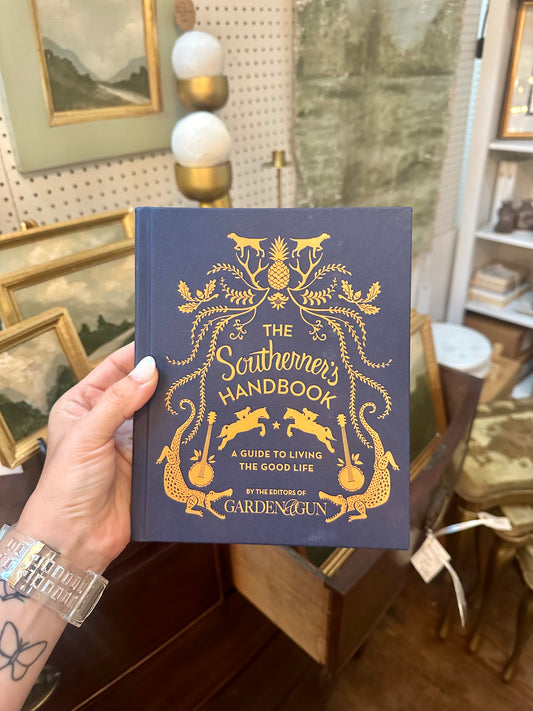 THE
Southerner's
HANDBOOK
A GUIDE TO LIVING
THE GOOD LIFE
BY THE EDITORS OF
GARDEN&GUN